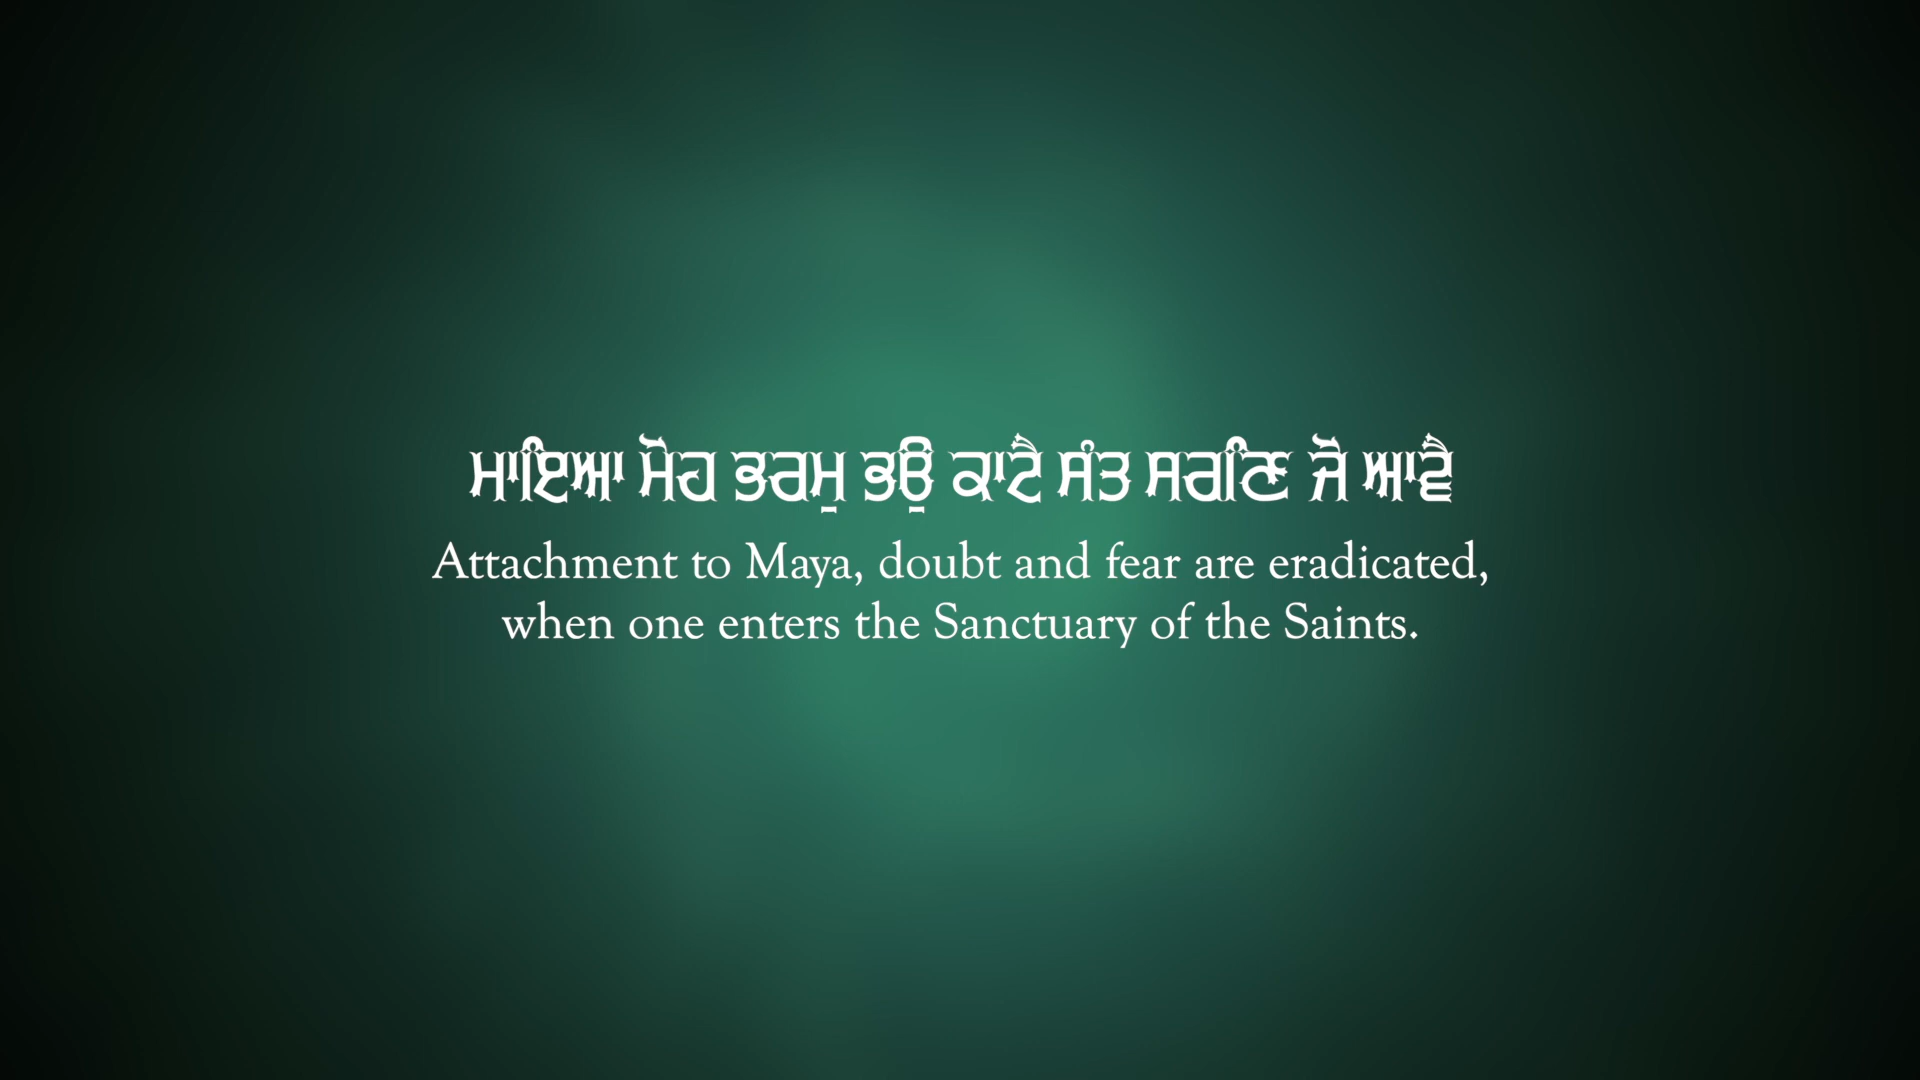 ਮਾਇਆ ਮੋਹ ਭਰਮੁ ਭਉ ਕਾਟੈ ਸੰਤ ਸਰਣਿ ਜੋ ਆਵੈ
Attachment to Maya, doubt and fear are eradicated,
when one enters the Sanctuary of the Saints.